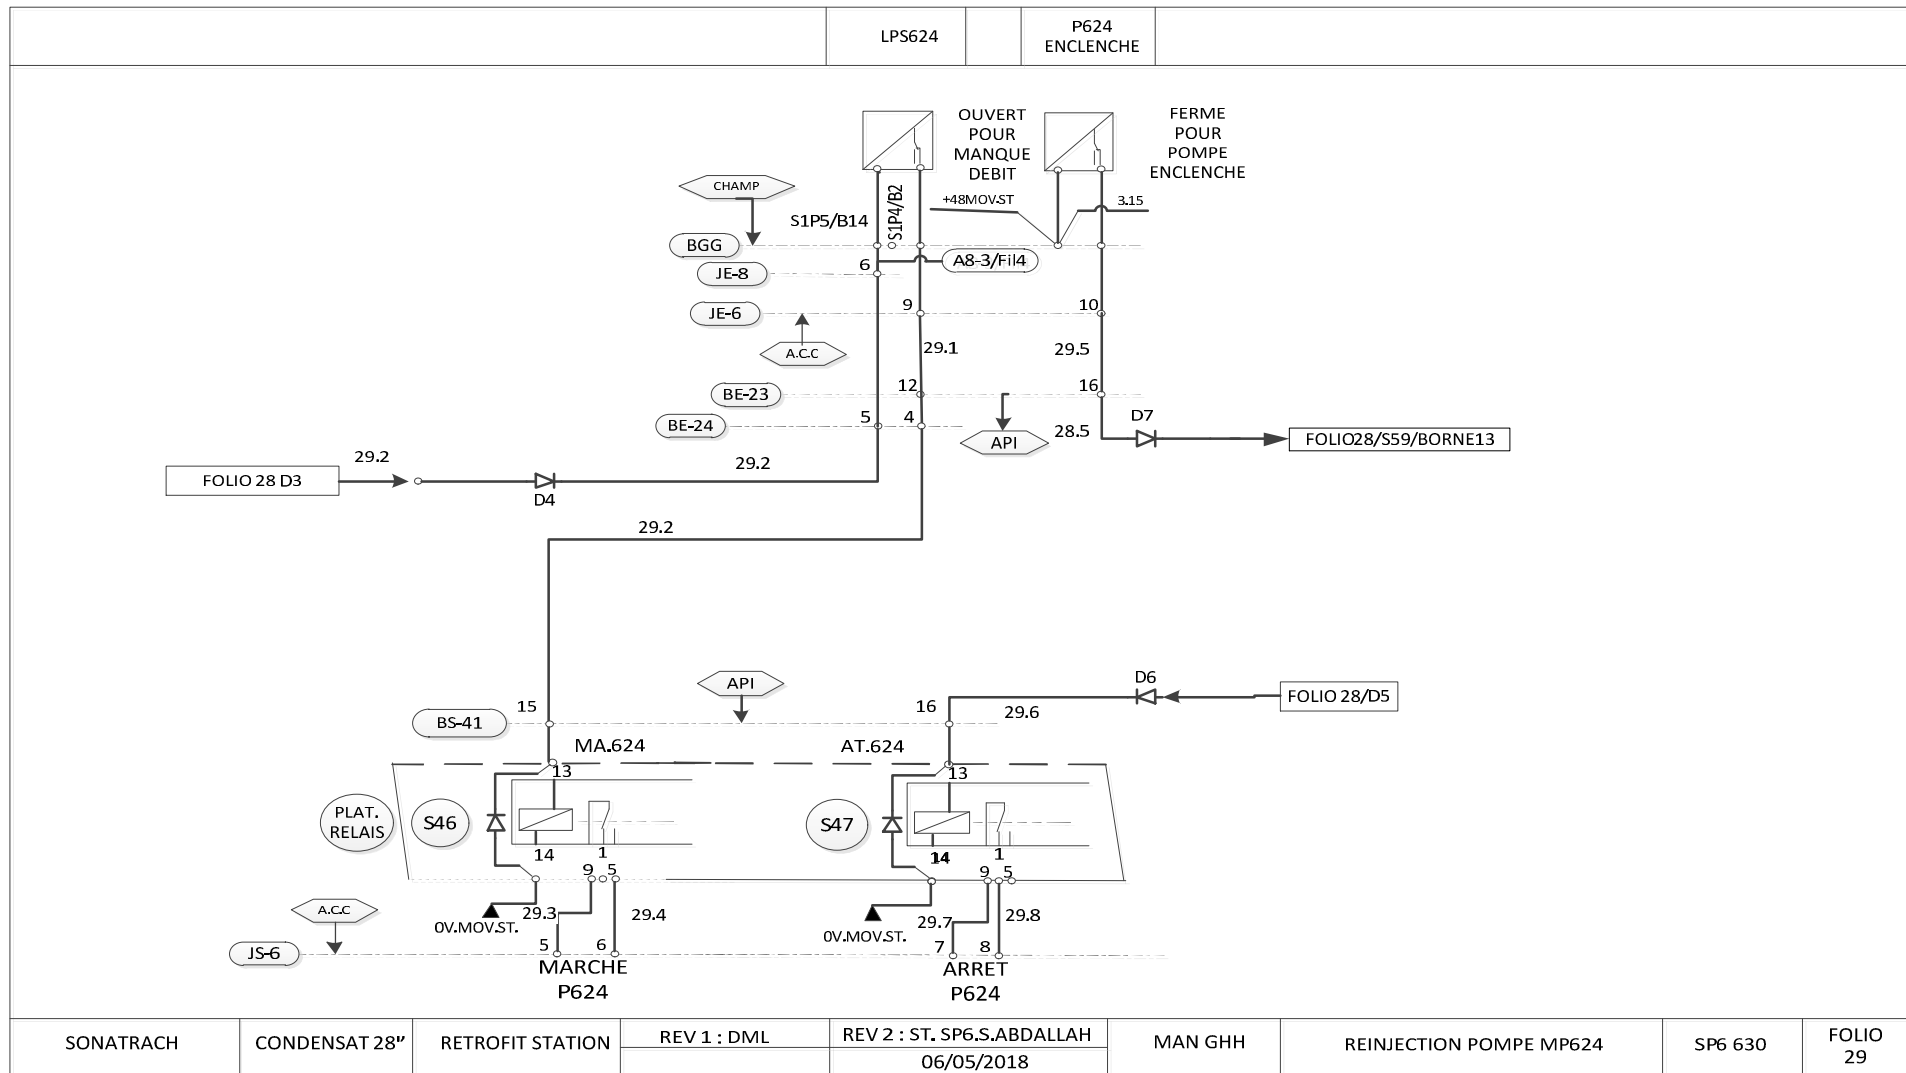 LPS624
P624
ENCLENCHE
OUVERT
POUR
MANQUE
DEBIT
FERME
POUR
POMPE
ENCLENCHE
CHAMP
S1P5/B14
S1P4/B2
+48MOV.ST
3.15
BGG
A8-3/Fil4
JE-8
6
JE-6
9
10
A.C.C
29.1
29.5
BE-23
12
16
BE-24
5
4
API
28.5
D7
FOLIO28/S59/BORNE13
FOLIO 28 D3
29.2
D4
29.2
29.2
API
D6
FOLIO 28/D5
BS-41
15
16
29.6
MA.624
AT.624
13
13
PLAT.
RELAIS
S46
S47
14
1
14
1
9
5
9
5
A.C.C
0V.MOV.ST.
29.3
29.4
0V.MOV.ST.
29.7
29.8
JS-6
5
6
7
8
MARCHE
P624
ARRET
P624
SONATRACH
CONDENSAT 28"
RETROFIT STATION
REV 1 : DML
REV 2 : ST. SP6.S.ABDALLAH
06/05/2018
MAN GHH
REINJECTION POMPE MP624
SP6 630
FOLIO
29